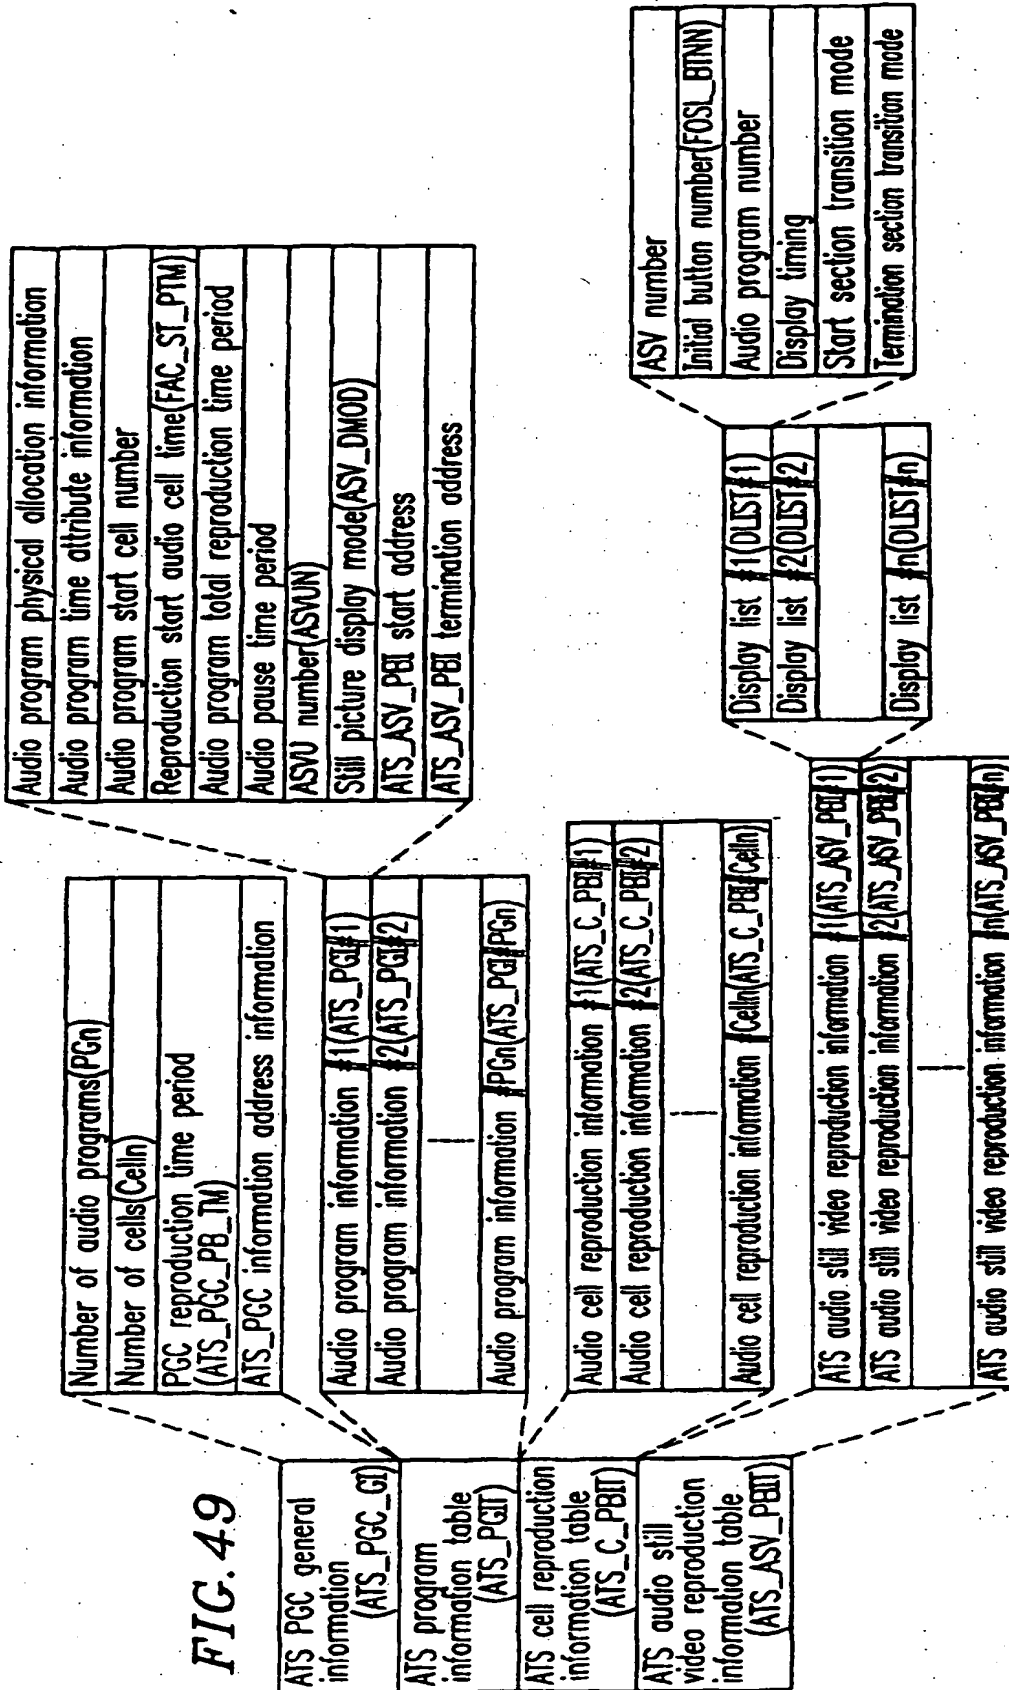 FIG. 49
ATS PGC general
information
(ATS_PGC_GI)
ATS program
information table
(ATS_PGIT)
ATS cell reproduction
information table
(ATS_C_PBIT)
ATS audio still
video reproduction
information table
(ATS_ASV_PBIT)
Number of audio programs(PGn)
Number of cells(Celln)
PGC reproduction time period
(ATS_PGC_PB_TM)
ATS_PGC information address information
Audio program information #1(ATS_PGI#1)
Audio program information #2(ATS_PGI#2)
Audio program information #PGn(ATS_PGI#PGn)
Audio cell reproduction information #1(ATS_C_PBI#1)
Audio cell reproduction information #2(ATS_C_PBI#2)
Audio cell reproduction information #Celln(ATS_C_PBI#Celln)
ATS audio still video reproduction information #1(ATS_ASV_PBI#1)
ATS audio still video reproduction information #2(ATS_ASV_PBI#2)
ATS audio still video reproduction information #n(ATS_ASV_PBI#n)
Audio program physical allocation information
Audio program time attribute information
Audio program start cell number
Reproduction start audio cell time(FAC_ST_PTM)
Audio program total reproduction time period
Audio pause time period
ASVU number(ASVUN)
Still picture display mode(ASV_DMOD)
ATS_ASV_PBI start address
ATS_ASV_PBI termination address
Display list #1(DLIST#1)
Display list #2(DLIST#2)
Display list #n(DLIST#n)
ASV number
Initial button number(FOSL_BTNN)
Audio program number
Display timing
Start section transition mode
Termination section transition mode